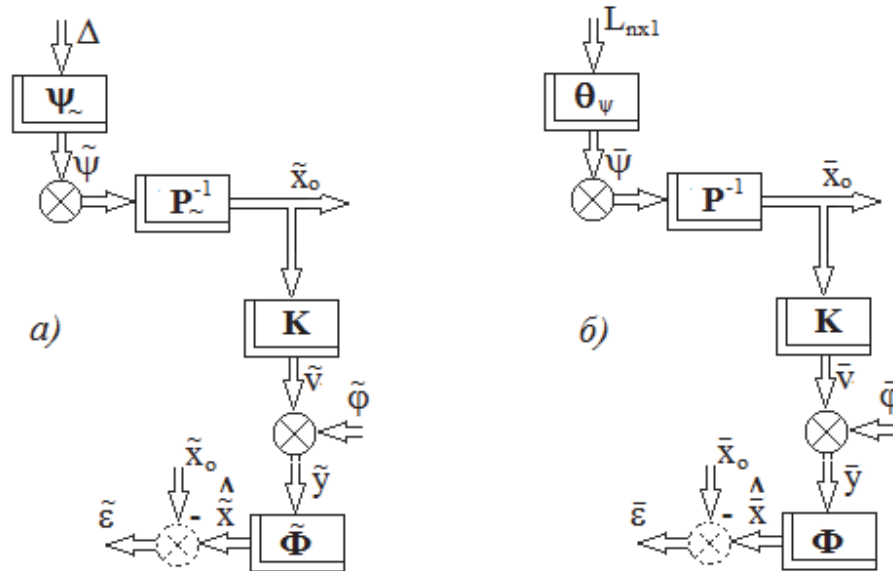 Δ
Ψ~
ψ̃
P~⁻¹
x̃ₒ
K
а)
ṽ
φ̃
x̃ₒ
ỹ
ε̃
-
x̃^
Φ̃
Lₙₓ₁
θψ
ψ̄
P⁻¹
x̄ₒ
K
б)
v̄
φ̄
x̄ₒ
ȳ
ε̄
-
x̄^
Φ